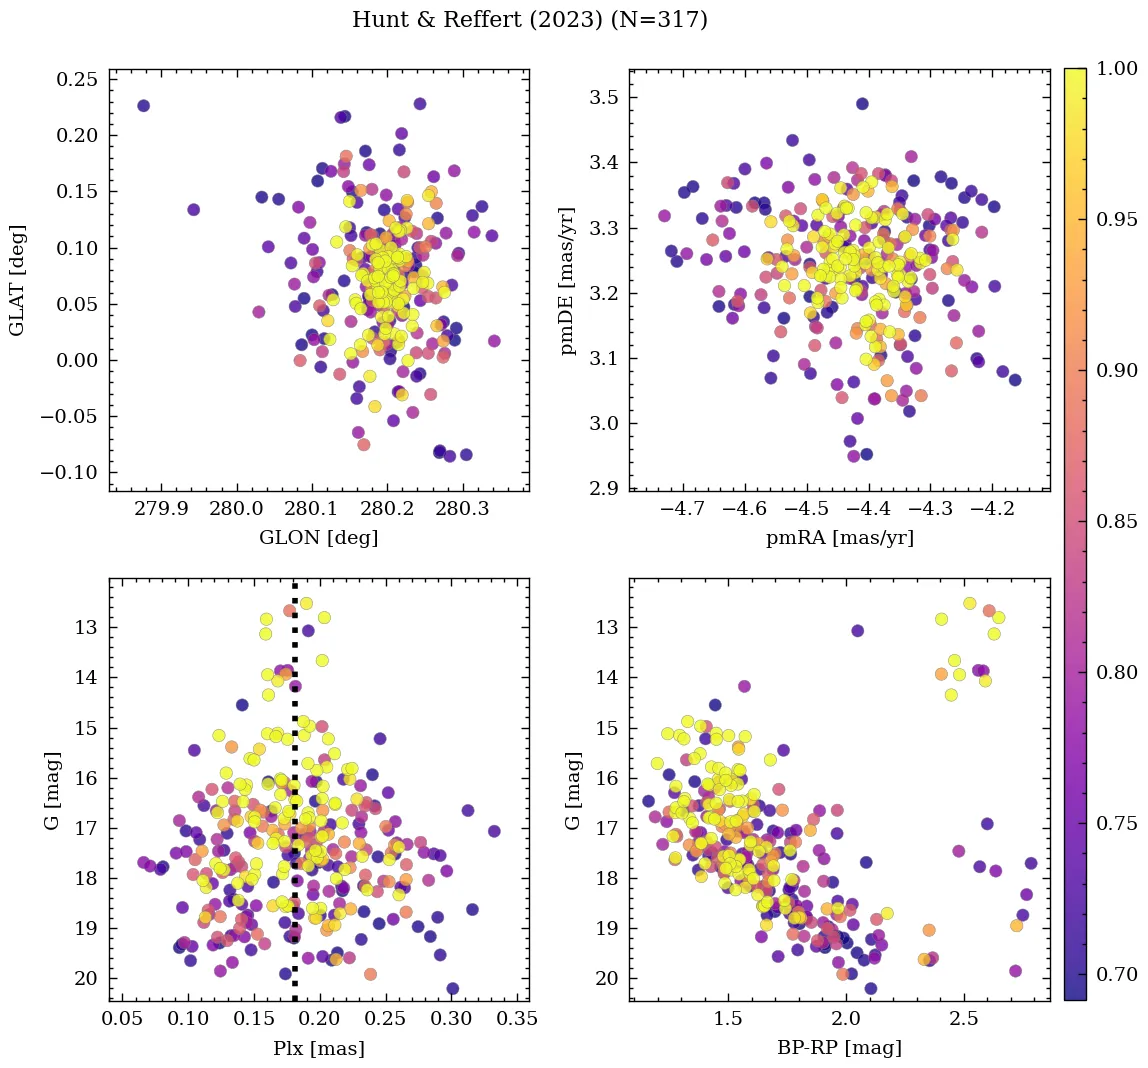 Hunt & Reffert (2023) (N=317)
0.25
0.20
0.15
0.10
0.05
0.00
−0.05
−0.10
GLAT [deg]
279.9 280.0 280.1 280.2 280.3
GLON [deg]
3.5
3.4
3.3
3.2
3.1
3.0
2.9
pmDE [mas/yr]
−4.7 −4.6 −4.5 −4.4 −4.3 −4.2
pmRA [mas/yr]
1.00
0.95
0.90
0.85
0.80
0.75
0.70
13
14
15
16
17
18
19
20
G [mag]
0.05 0.10 0.15 0.20 0.25 0.30 0.35
Plx [mas]
13
14
15
16
17
18
19
20
G [mag]
1.5 2.0 2.5
BP-RP [mag]